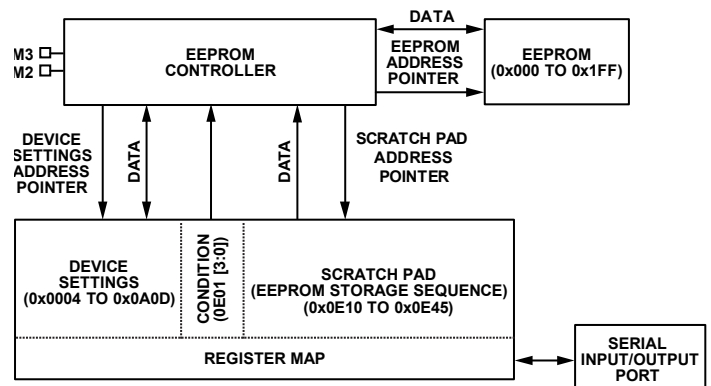 M3
M2
EEPROM
CONTROLLER
DATA
EEPROM
ADDRESS
POINTER
EEPROM
(0x000 TO 0x1FF)
DEVICE
SETTINGS
ADDRESS
POINTER
DATA
DATA
SCRATCH PAD
ADDRESS
POINTER
DEVICE
SETTINGS
(0x0004 TO 0x0A0D)
CONDITION
(0E01 [3:0])
SCRATCH PAD
(EEPROM STORAGE SEQUENCE)
(0x0E10 TO 0x0E45)
REGISTER MAP
SERIAL
INPUT/OUTPUT
PORT